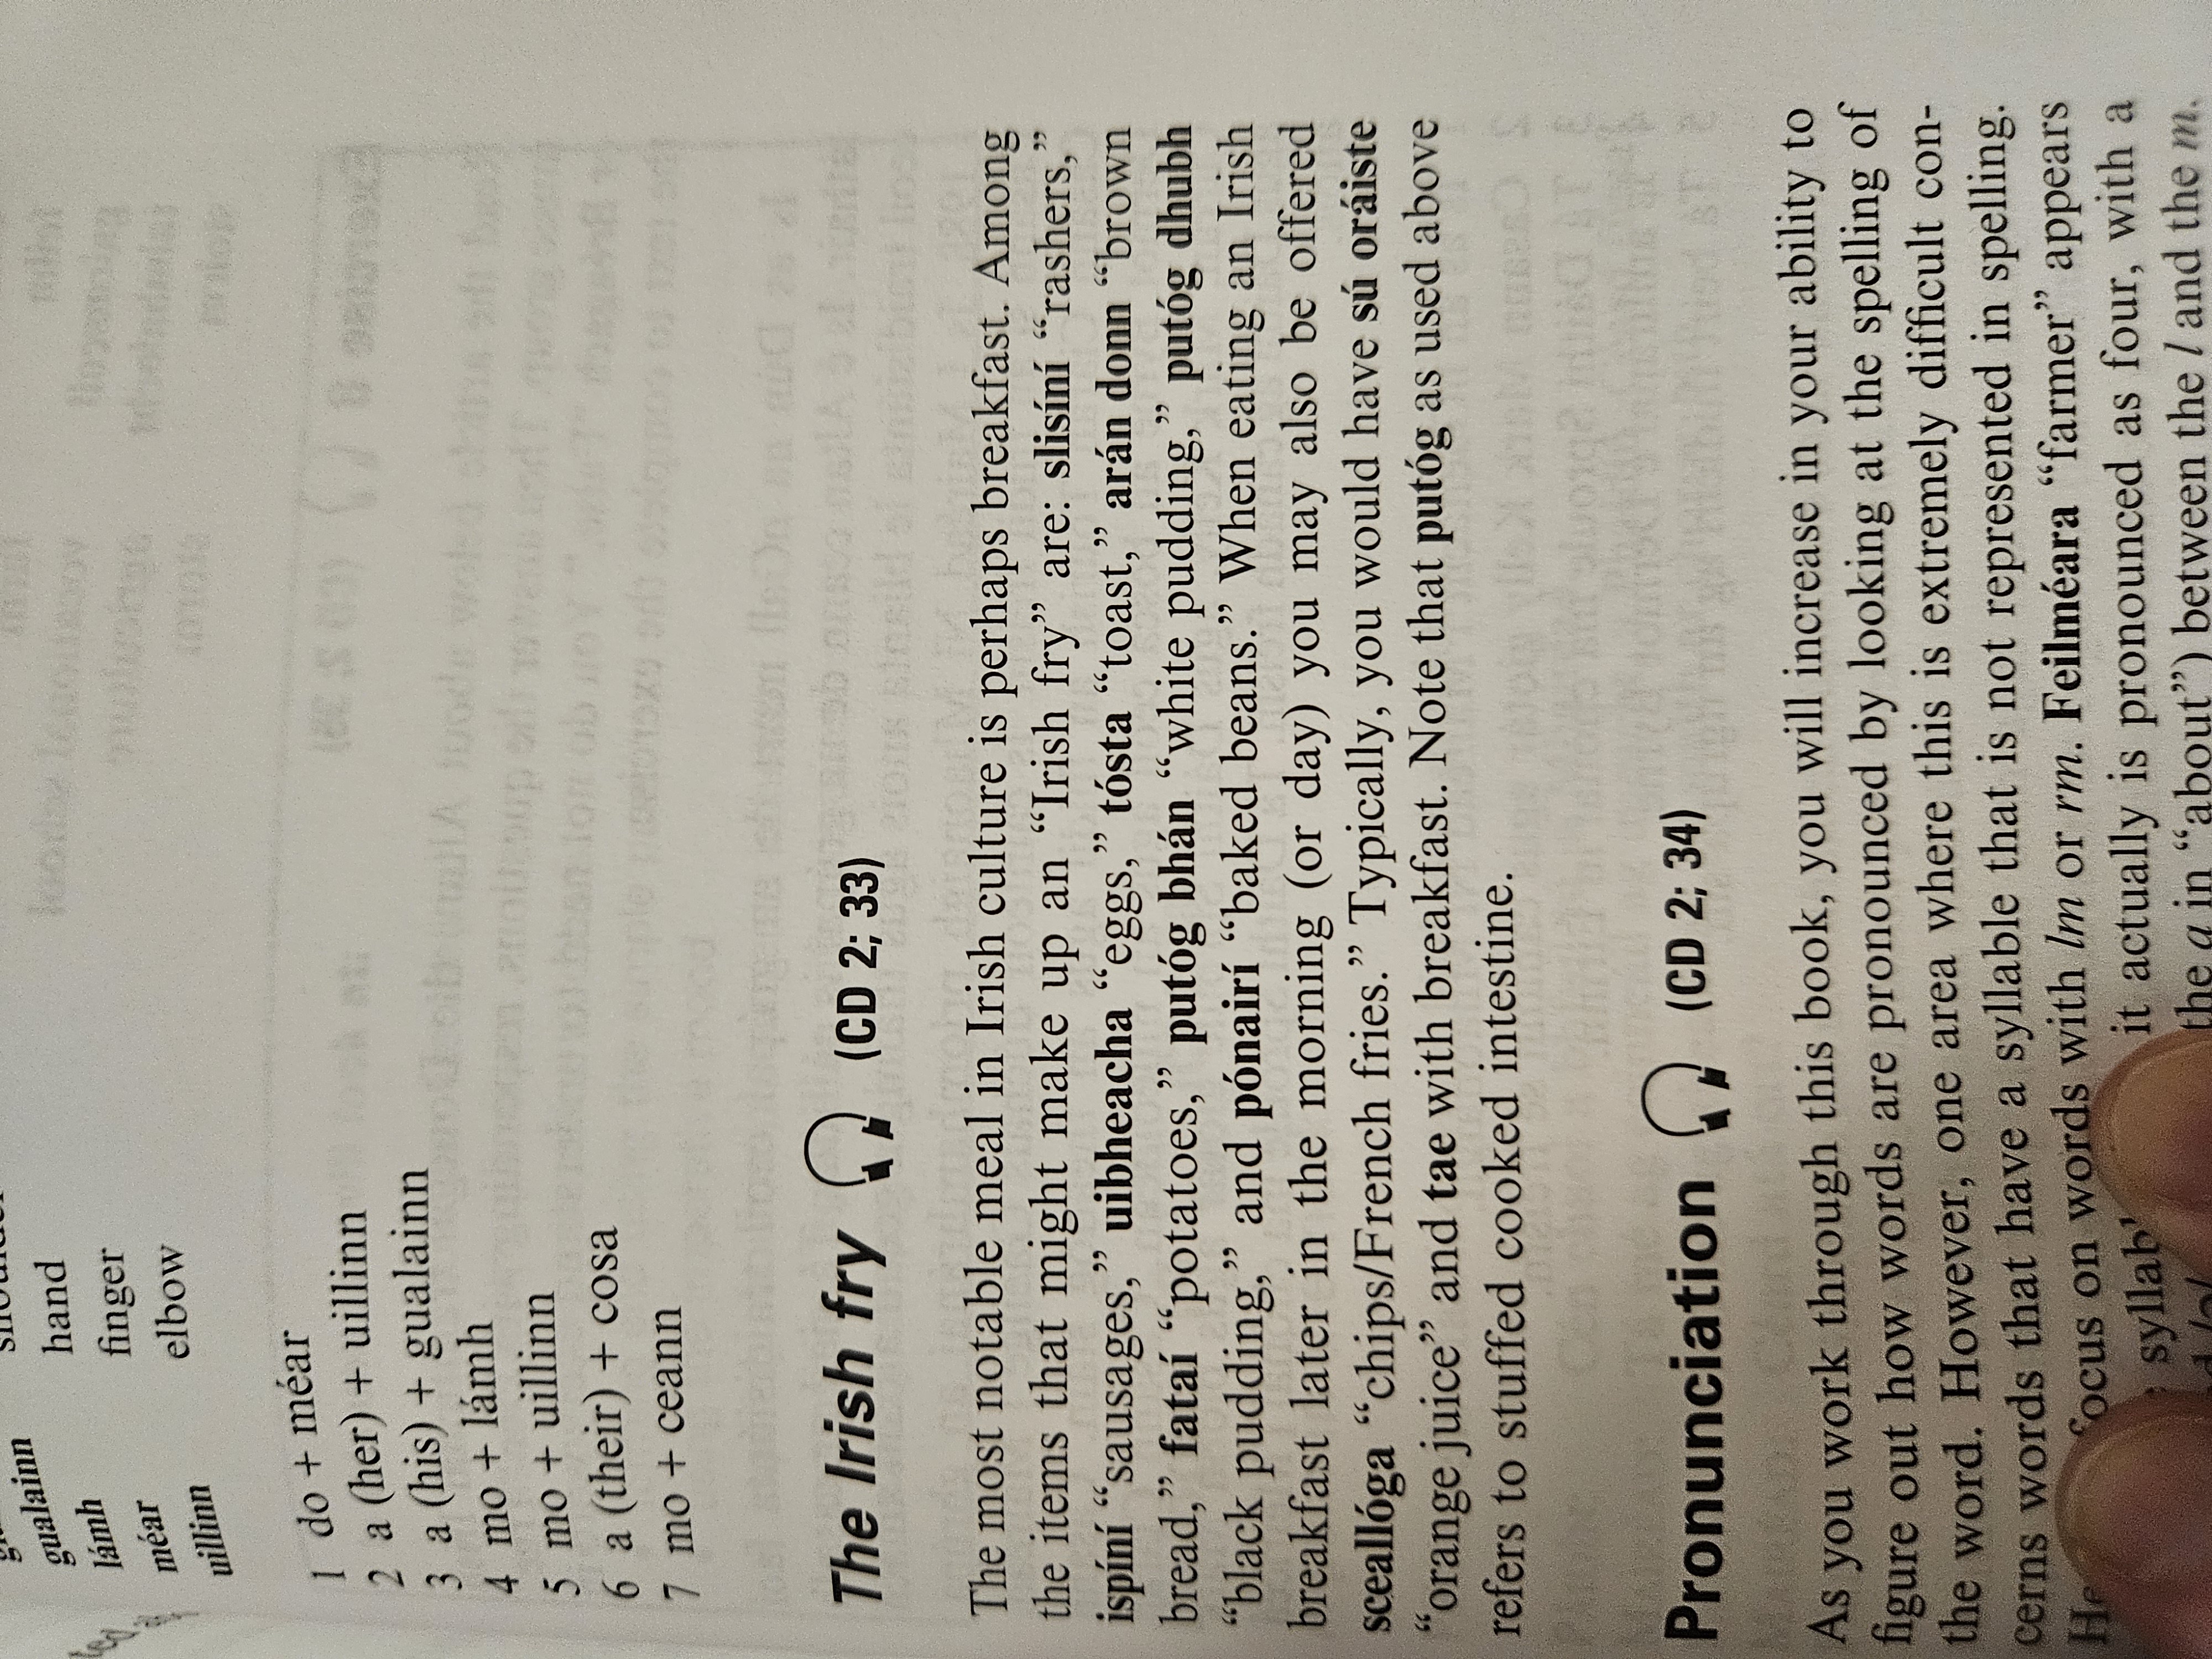 gualainn shoulder
lámh hand
méar finger
uillinn elbow
1 do + méar
2 a (her) + uillinn
3 a (his) + gualainn
4 mo + lámh
5 mo + uillinn
6 a (their) + cosa
7 mo + ceann
The Irish fry (CD 2; 33)
The most notable meal in Irish culture is perhaps breakfast. Among
the items that might make up an “Irish fry” are: slisíní “rashers,”
ispíní “sausages,” uibheacha “eggs,” tósta “toast,” arán donn “brown
bread,” fataí “potatoes,” putóg bhán “white pudding,” putóg dhubh
“black pudding,” and pónairí “baked beans.” When eating an Irish
breakfast later in the morning (or day) you may also be offered
sceallóga “chips/French fries.” Typically, you would have sú oráiste
“orange juice” and tae with breakfast. Note that putóg as used above
refers to stuffed cooked intestine.
Pronunciation (CD 2; 34)
As you work through this book, you will increase in your ability to
figure out how words are pronounced by looking at the spelling of
the word. However, one area where this is extremely difficult con-
cerns words that have a syllable that is not represented in spelling.
focus on words with lm or rm. Feilméara “farmer” appears
it actually is pronounced as four, with a
the a in “about”) between the l and the m.